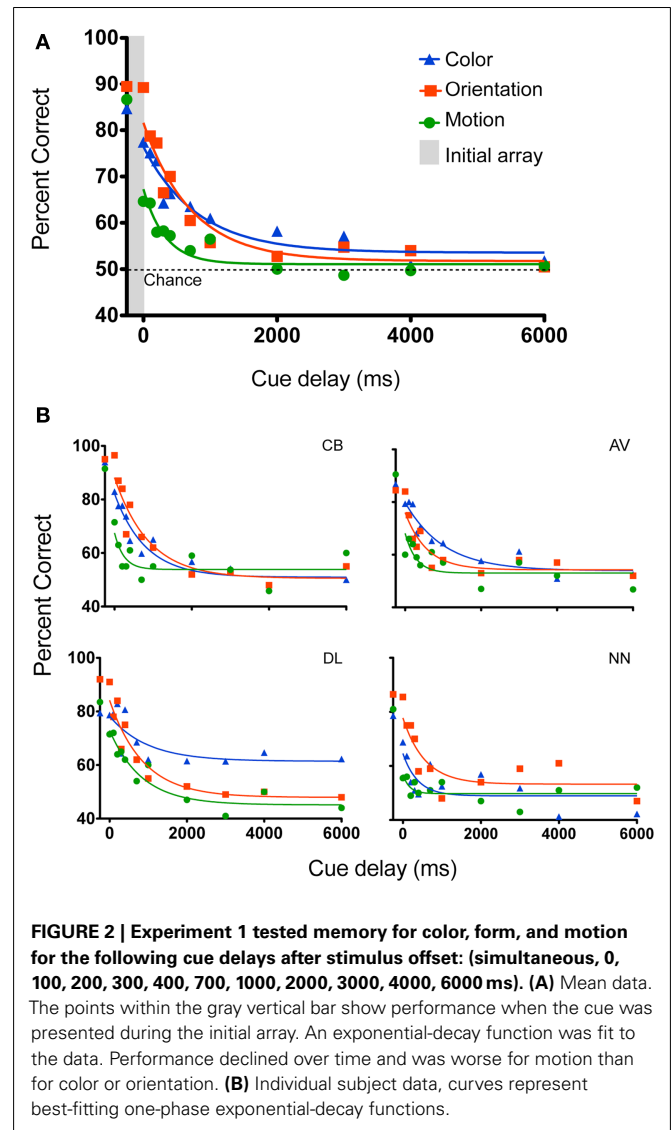 A
100
90
80
70
60
50
40
Percent Correct
Color
Orientation
Motion
Initial array
Chance
0 2000 4000 6000
Cue delay (ms)
B
CB
AV
100
80
60
40
Percent Correct
DL
NN
100
80
60
40
0 2000 4000 6000
0 2000 4000 6000
Cue delay (ms)
FIGURE 2 | Experiment 1 tested memory for color, form, and motion
for the following cue delays after stimulus offset: (simultaneous, 0,
100, 200, 300, 400, 700, 1000, 2000, 3000, 4000, 6000 ms). (A) Mean data.
The points within the gray vertical bar show performance when the cue was
presented during the initial array. An exponential-decay function was fit to
the data. Performance declined over time and was worse for motion than
for color or orientation. (B) Individual subject data, curves represent
best-fitting one-phase exponential-decay functions.